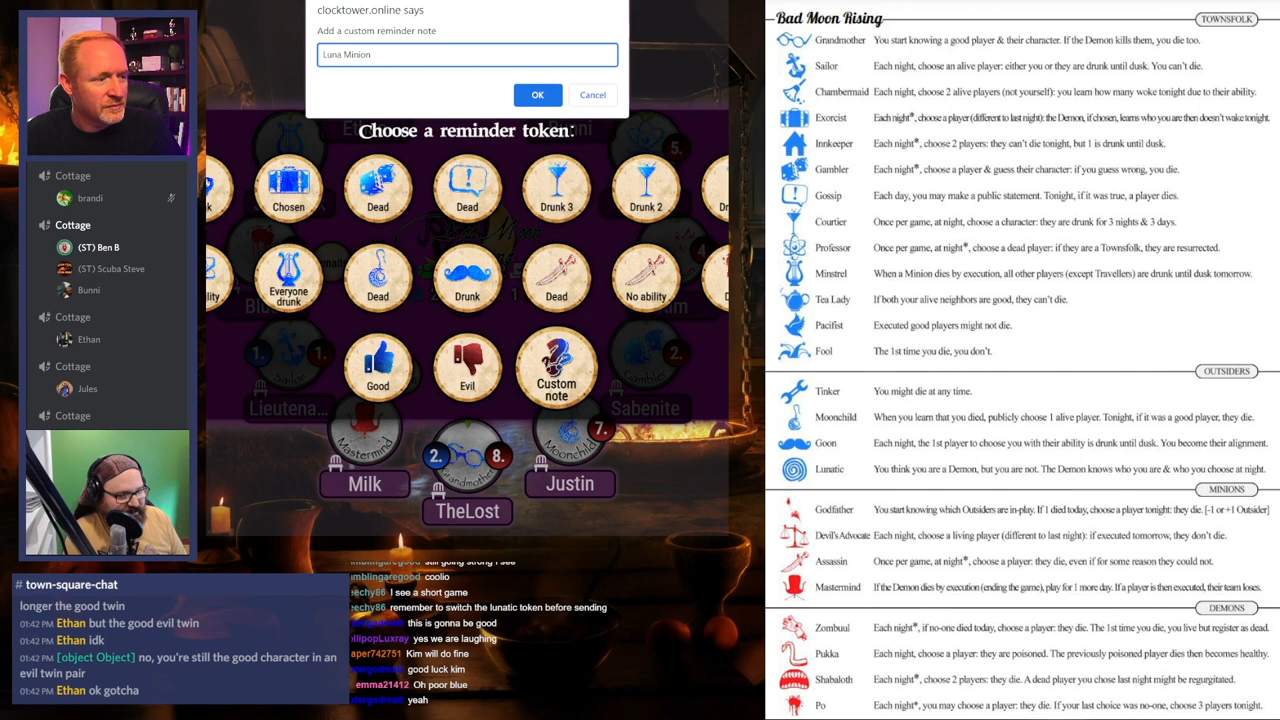 clocktower.online says
Add a custom reminder note
Luna Minion
OK
Cancel
Choose a reminder token:
Chosen
Dead
Dead
Drunk 3
Drunk 2
Everyone drunk
Dead
Drunk
Dead
No ability
Good
Evil
Custom note
5.
1.
1.
2.
Sailor
Gambler
Lieutena...
Sabenite
Mastermind
2.
8.
Grandmother
7.
Moonchild
Milk
Justin
TheLost
Cottage
brandi
Cottage
(ST) Ben B
(ST) Scuba Steve
Bunni
Cottage
Ethan
Cottage
Jules
Cottage
# town-square-chat
longer the good twin
01:42 PM Ethan but the good evil twin
01:42 PM Ethan idk
01:42 PM [object Object] no, you're still the good character in an
evil twin pair
01:42 PM Ethan ok gotcha
still going strong I see
coolio
I see a short game
remember to switch the lunatic token before sending
this is gonna be good
yes we are laughing
Kim will do fine
good luck kim
emma21412 Oh poor blue
yeah
Bad Moon Rising
TOWNSFOLK
Grandmother You start knowing a good player & their character. If the Demon kills them, you die too.
Sailor Each night, choose an alive player: either you or they are drunk until dusk. You can't die.
Chambermaid Each night, choose 2 alive players (not yourself): you learn how many woke tonight due to their ability.
Exorcist Each night*, choose a player (different to last night): the Demon, if chosen, learns who you are then doesn't wake tonight.
Innkeeper Each night*, choose 2 players: they can't die tonight, but 1 is drunk until dusk.
Gambler Each night*, choose a player & guess their character: if you guess wrong, you die.
Gossip Each day, you may make a public statement. Tonight, if it was true, a player dies.
Courtier Once per game, at night, choose a character: they are drunk for 3 nights & 3 days.
Professor Once per game, at night*, choose a dead player: if they are a Townsfolk, they are resurrected.
Minstrel When a Minion dies by execution, all other players (except Travellers) are drunk until dusk tomorrow.
Tea Lady If both your alive neighbors are good, they can't die.
Pacifist Executed good players might not die.
Fool The 1st time you die, you don't.
OUTSIDERS
Tinker You might die at any time.
Moonchild When you learn that you died, publicly choose 1 alive player. Tonight, if it was a good player, they die.
Goon Each night, the 1st player to choose you with their ability is drunk until dusk. You become their alignment.
Lunatic You think you are a Demon, but you are not. The Demon knows who you are & who you choose at night.
MINIONS
Godfather You start knowing which Outsiders are in-play. If 1 died today, choose a player tonight: they die. [-1 or +1 Outsider]
Devil's Advocate Each night, choose a living player (different to last night): if executed tomorrow, they don't die.
Assassin Once per game, at night*, choose a player: they die, even if for some reason they could not.
Mastermind If the Demon dies by execution (ending the game), play for 1 more day. If a player is then executed, their team loses.
DEMONS
Zombuul Each night*, if no-one died today, choose a player: they die. The 1st time you die, you live but register as dead.
Pukka Each night, choose a player: they are poisoned. The previously poisoned player dies then becomes healthy.
Shabaloth Each night*, choose 2 players: they die. A dead player you chose last night might be regurgitated.
Po Each night*, you may choose a player: they die. If your last choice was no-one, choose 3 players tonight.